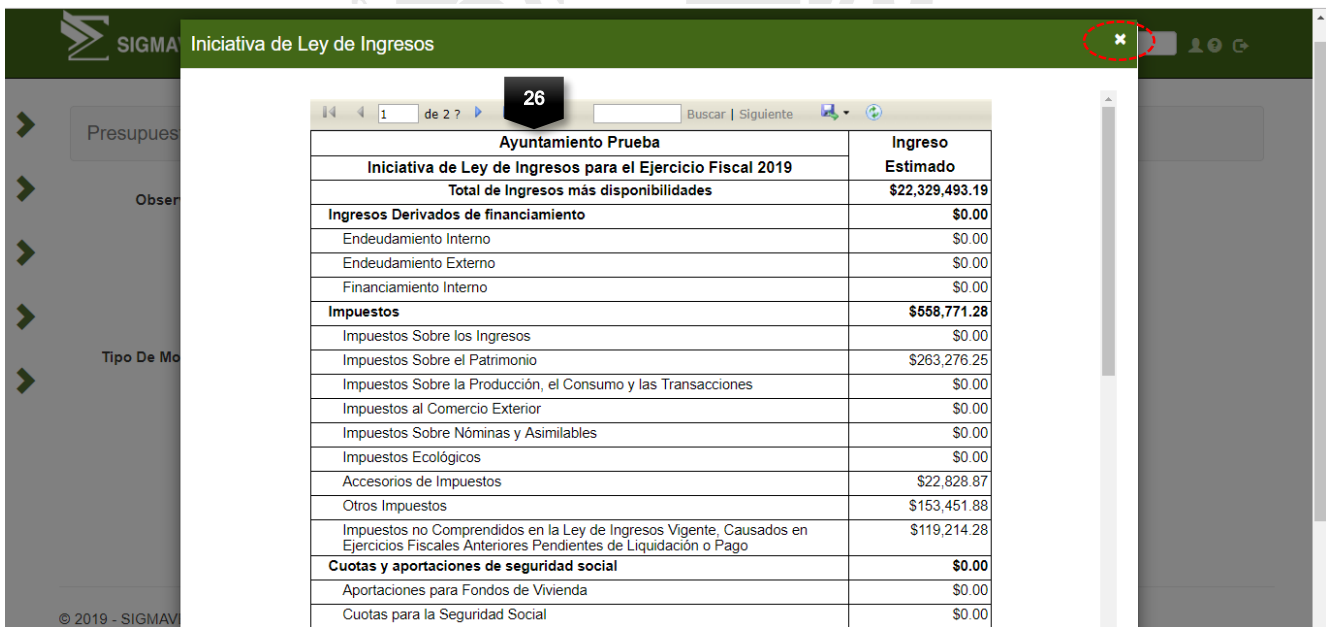 SIGMAV
Iniciativa de Ley de Ingresos
Presupues
Obser
Tipo De Mo
26
1 de 2 ? Buscar | Siguiente
Ayuntamiento Prueba
Iniciativa de Ley de Ingresos para el Ejercicio Fiscal 2019
Ingreso
Estimado
Total de Ingresos más disponibilidades $22,329,493.19
Ingresos Derivados de financiamiento $0.00
Endeudamiento Interno $0.00
Endeudamiento Externo $0.00
Financiamiento Interno $0.00
Impuestos $558,771.28
Impuestos Sobre los Ingresos $0.00
Impuestos Sobre el Patrimonio $263,276.25
Impuestos Sobre la Producción, el Consumo y las Transacciones $0.00
Impuestos al Comercio Exterior $0.00
Impuestos Sobre Nóminas y Asimilables $0.00
Impuestos Ecológicos $0.00
Accesorios de Impuestos $22,828.87
Otros Impuestos $153,451.88
Impuestos no Comprendidos en la Ley de Ingresos Vigente, Causados en $119,214.28
Ejercicios Fiscales Anteriores Pendientes de Liquidación o Pago
Cuotas y aportaciones de seguridad social $0.00
Aportaciones para Fondos de Vivienda $0.00
Cuotas para la Seguridad Social $0.00
© 2019 - SIGMAVI